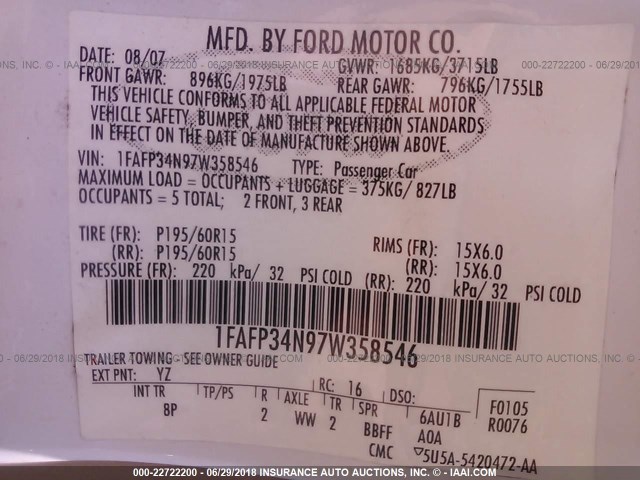 MFD. BY FORD MOTOR CO.
DATE: 08/07 GVWR: 1685KG/3715LB
FRONT GAWR: 896KG/1975LB REAR GAWR: 796KG/1755LB
THIS VEHICLE CONFORMS TO ALL APPLICABLE FEDERAL MOTOR
VEHICLE SAFETY, BUMPER, AND THEFT PREVENTION STANDARDS
IN EFFECT ON THE DATE OF MANUFACTURE SHOWN ABOVE.
VIN: 1FAFP34N97W358546 TYPE: Passenger Car
MAXIMUM LOAD = OCCUPANTS + LUGGAGE = 375KG/ 827LB
OCCUPANTS = 5 TOTAL; 2 FRONT, 3 REAR
TIRE (FR): P195/60R15 RIMS (FR): 15X6.0
(RR): P195/60R15 (RR): 15X6.0
PRESSURE (FR): 220 kPa/ 32 PSI COLD (RR): 220 kPa/ 32 PSI COLD
1FAFP34N97W358546
TRAILER TOWING - SEE OWNER GUIDE
EXT PNT: YZ RC: 16 DSO:
INT TR TP/PS R AXLE TR SPR 6AU1B F0105
8P 2 WW 2 BBFF A0A R0076
CMC ▽5U5A-5420472-AA
000-22722200 - 06/29/2018 INSURANCE AUTO AUCTIONS, INC. - IAAI.COM